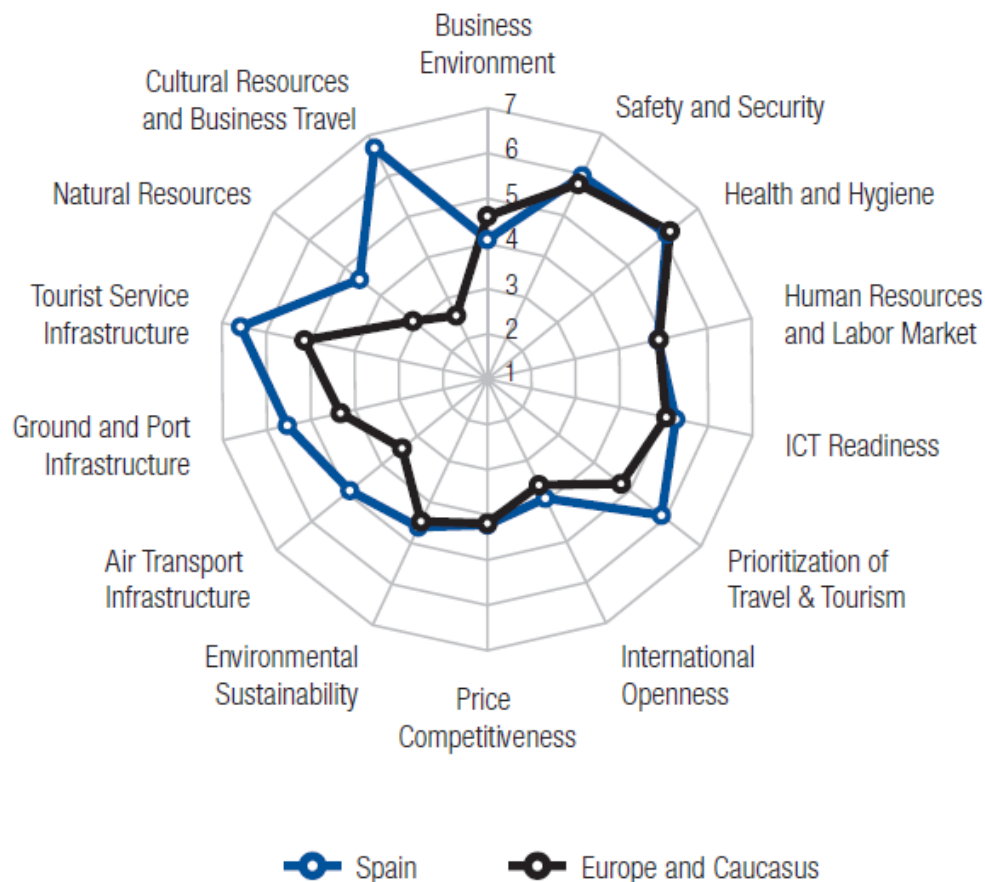 Business
Environment
Cultural Resources
and Business Travel
7
Safety and Security
6
Natural Resources
5
Health and Hygiene
4
Tourist Service
Infrastructure
3
Human Resources
and Labor Market
2
1
Ground and Port
Infrastructure
ICT Readiness
Air Transport
Infrastructure
Prioritization of
Travel & Tourism
Environmental
Sustainability
International
Openness
Price
Competitiveness
Spain
Europe and Caucasus